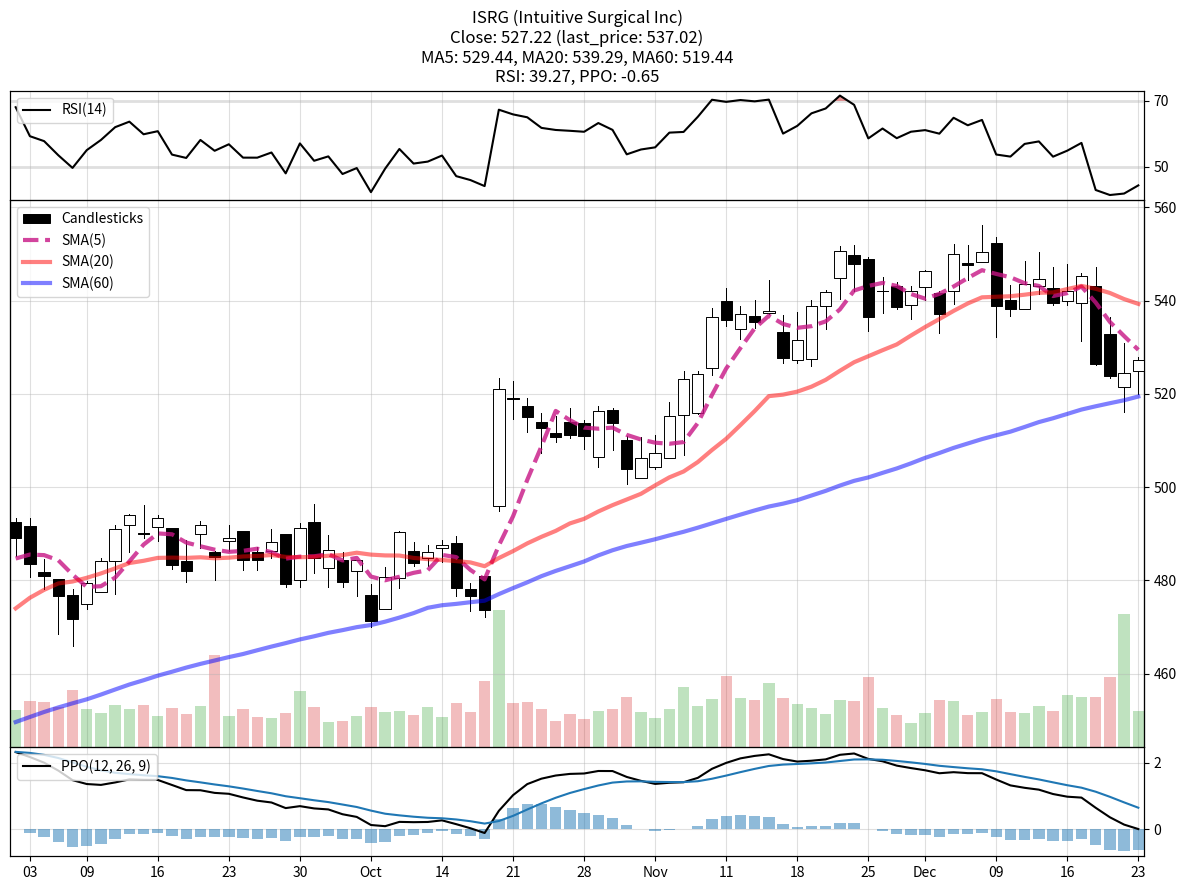 ISRG (Intuitive Surgical Inc)
Close: 527.22 (last_price: 537.02)
MA5: 529.44, MA20: 539.29, MA60: 519.44
RSI: 39.27, PPO: -0.65
RSI(14)
70
50
Candlesticks
SMA(5)
SMA(20)
SMA(60)
560
540
520
500
480
460
PPO(12, 26, 9)
2
0
03 09 16 23 30 Oct 14 21 28 Nov 11 18 25 Dec 09 16 23